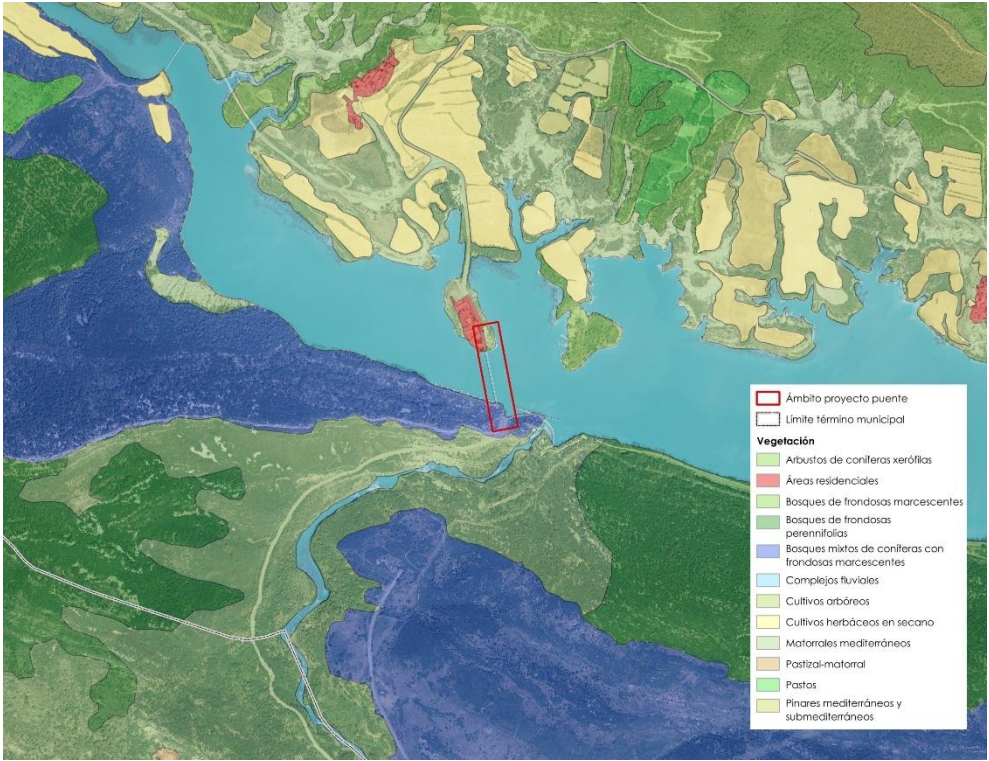 Ámbito proyecto puente
Límite término municipal
Vegetación
Arbustos de coníferas xerófilas
Áreas residenciales
Bosques de frondosas marcescentes
Bosques de frondosas
perennifolias
Bosques mixtos de coníferas con
frondosas marcescentes
Complejos fluviales
Cultivos arbóreos
Cultivos herbáceos en secano
Matorrales mediterráneos
Pastizal-matorral
Pastos
Pinares mediterráneos y
submediterráneos